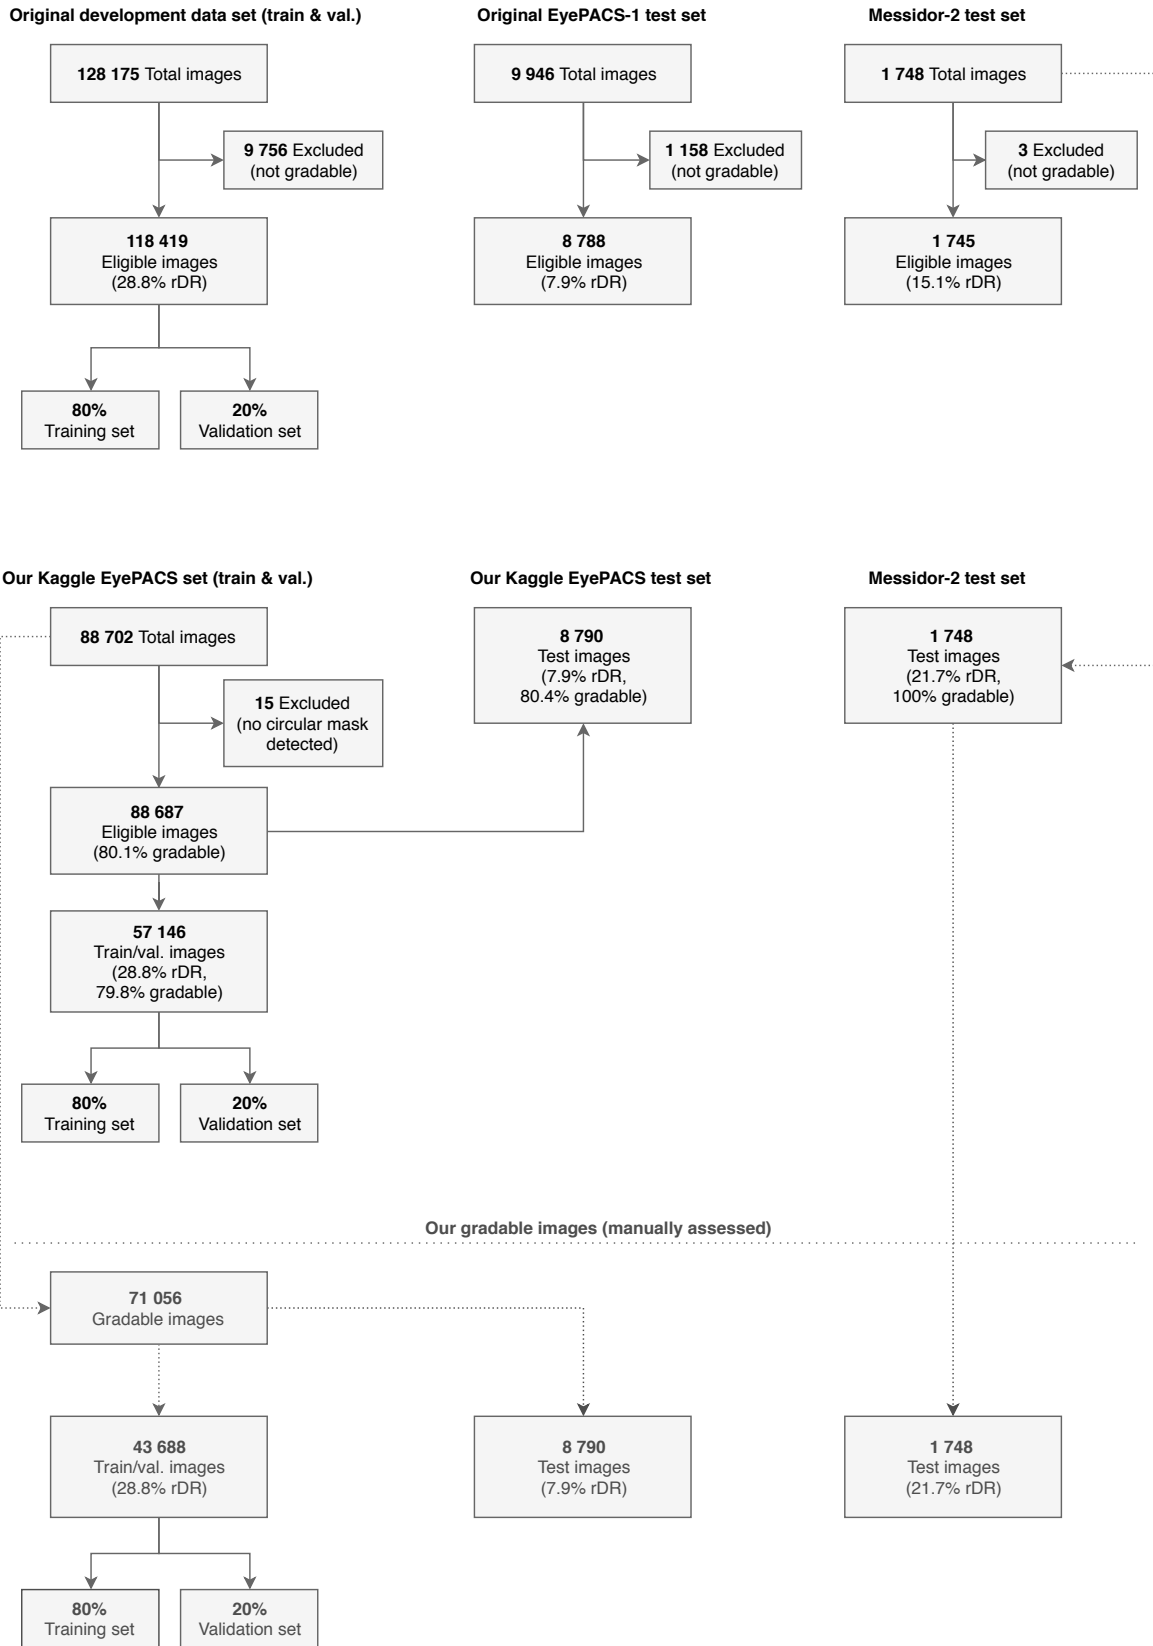 Original development data set (train & val.)
Original EyePACS-1 test set
Messidor-2 test set
128 175 Total images
9 946 Total images
1 748 Total images
9 756 Excluded
(not gradable)
1 158 Excluded
(not gradable)
3 Excluded
(not gradable)
118 419
Eligible images
(28.8% rDR)
8 788
Eligible images
(7.9% rDR)
1 745
Eligible images
(15.1% rDR)
80%
Training set
20%
Validation set
Our Kaggle EyePACS set (train & val.)
Our Kaggle EyePACS test set
Messidor-2 test set
88 702 Total images
8 790
Test images
(7.9% rDR,
80.4% gradable)
1 748
Test images
(21.7% rDR,
100% gradable)
15 Excluded
(no circular mask
detected)
88 687
Eligible images
(80.1% gradable)
57 146
Train/val. images
(28.8% rDR,
79.8% gradable)
80%
Training set
20%
Validation set
Our gradable images (manually assessed)
71 056
Gradable images
43 688
Train/val. images
(28.8% rDR)
8 790
Test images
(7.9% rDR)
1 748
Test images
(21.7% rDR)
80%
Training set
20%
Validation set